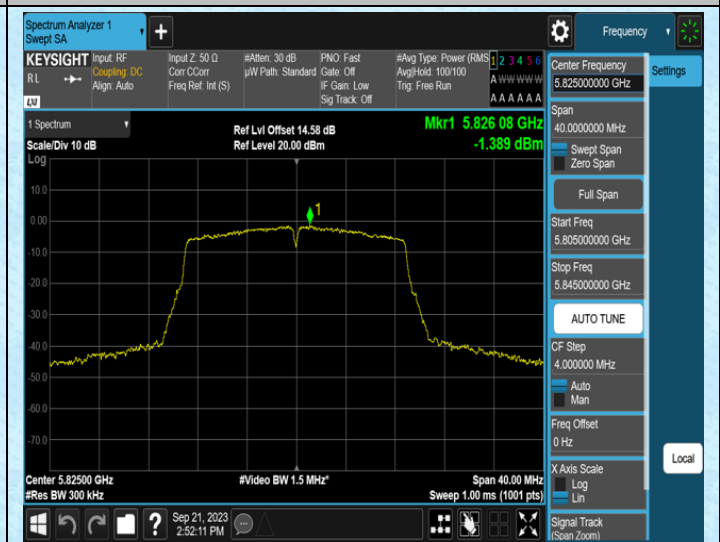 Spectrum Analyzer 1
Swept SA
+
Frequency
KEYSIGHT
RL
LXI
Input: RF
Coupling: DC
Align: Auto
Input Z: 50 Ω
Corr CCorr
Freq Ref: Int (S)
#Atten: 30 dB
µW Path: Standard
PNO: Fast
Gate: Off
IF Gain: Low
Sig Track: Off
#Avg Type: Power (RMS
Avg|Hold: 100/100
Trig: Free Run
1 2 3 4 5 6
A W W W W W
A A A A A A
1 Spectrum
Scale/Div 10 dB
Log
Ref Lvl Offset 14.58 dB
Ref Level 20.00 dBm
Mkr1 5.826 08 GHz
-1.389 dBm
1
10.0
0.00
-10.0
-20.0
-30.0
-40.0
-50.0
-60.0
-70.0
Center 5.82500 GHz
#Res BW 300 kHz
#Video BW 1.5 MHz*
Span 40.00 MHz
Sweep 1.00 ms (1001 pts)
Center Frequency
5.825000000 GHz
Settings
Span
40.0000000 MHz
Swept Span
Zero Span
Full Span
Start Freq
5.805000000 GHz
Stop Freq
5.845000000 GHz
AUTO TUNE
CF Step
4.000000 MHz
Auto
Man
Freq Offset
0 Hz
X Axis Scale
Log
Lin
Local
Signal Track
(Span Zoom)
?
Sep 21, 2023
2:52:11 PM